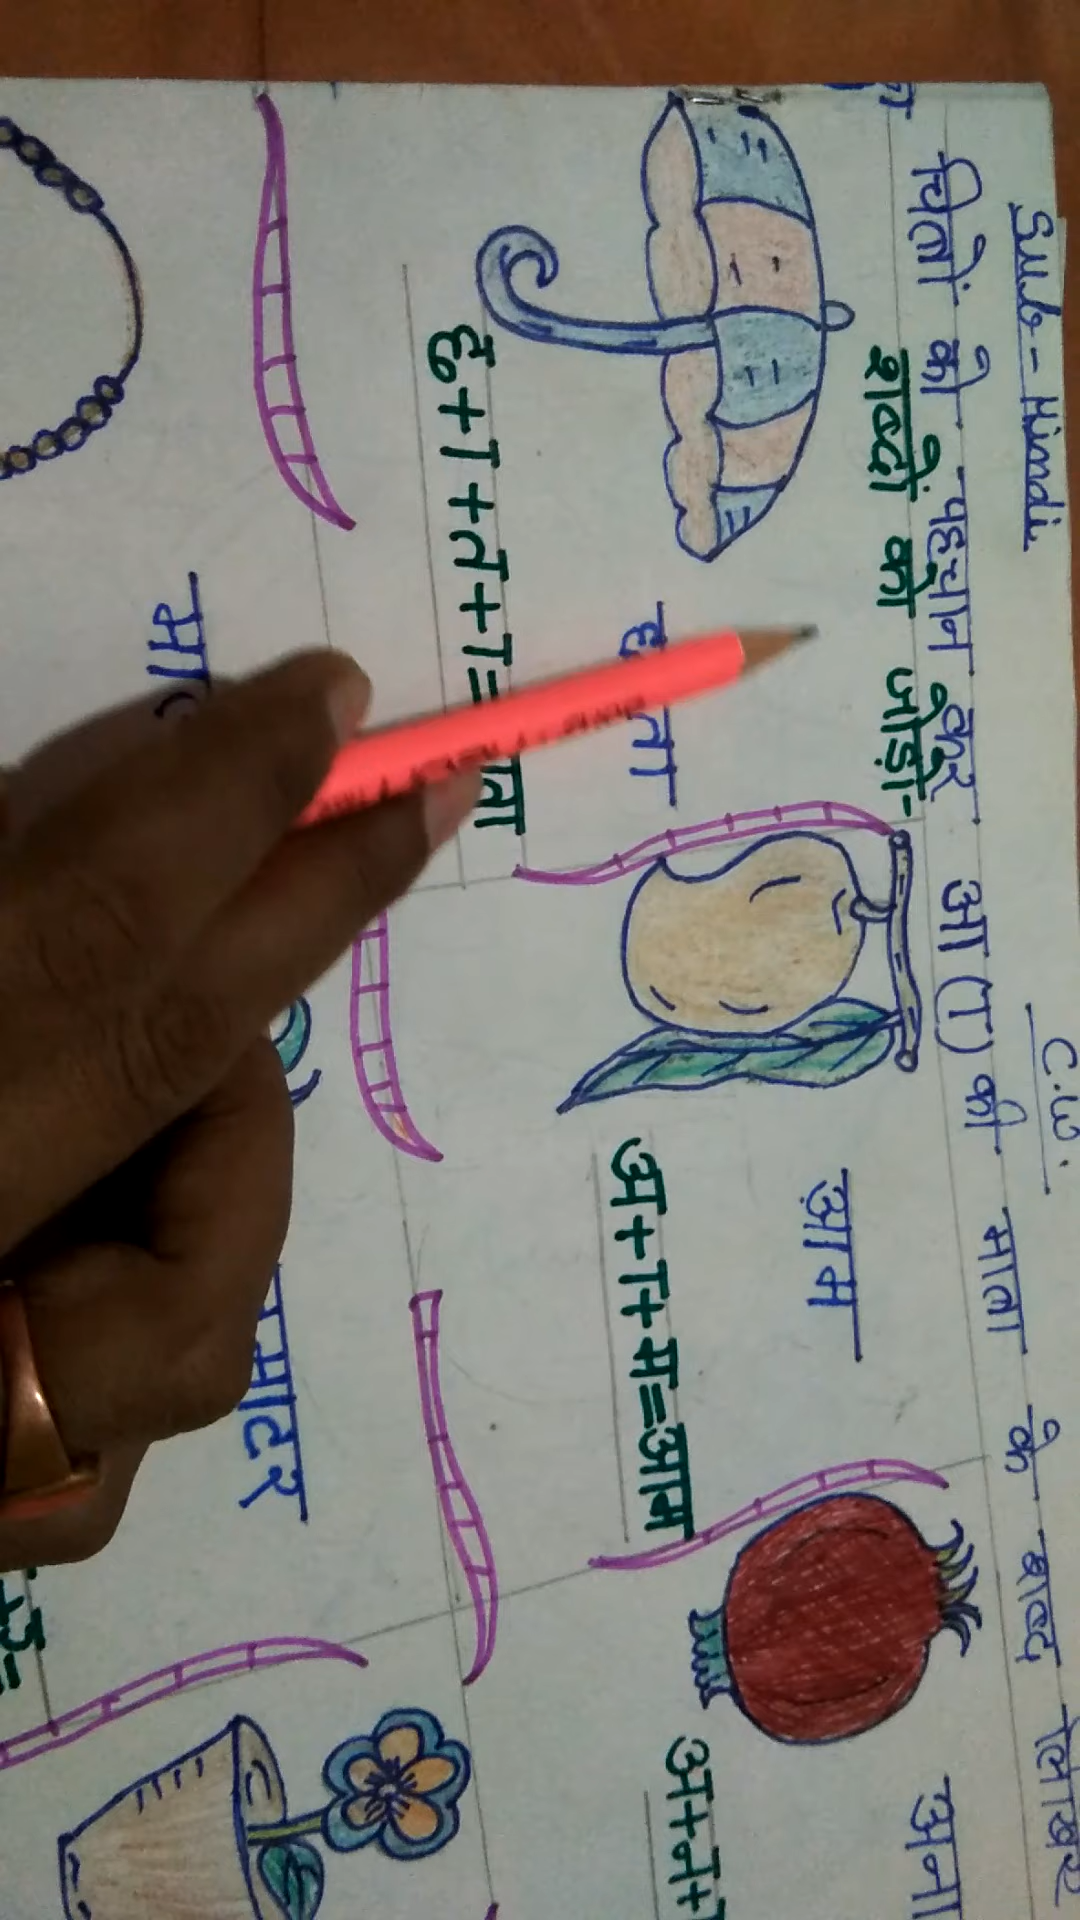 Sub - Hindi
C.W.
चित्रों को पहचान कर आ (ा) की मात्रा के शब्द लिखिए
शब्दों को जोड़ो-
छाता
छ+ा+त+ा=
आम
अ+ा+म=आम
अना
अ+न+ा
मा
माटर